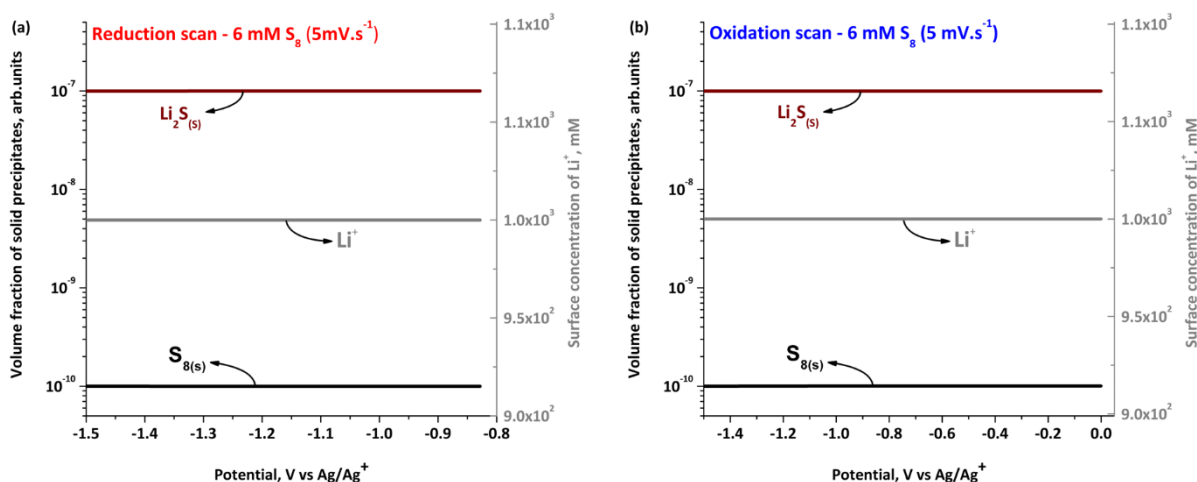 (a)
Reduction scan - 6 mM S₈ (5mV.s⁻¹)
Volume fraction of solid precipitates, arb.units
10⁻⁷
10⁻⁸
10⁻⁹
10⁻¹⁰
Li₂S₍S₎
Li⁺
S₈₍ₛ₎
1.1x10³
1.1x10³
1.0x10³
9.5x10²
9.0x10²
Surface concentration of Li⁺, mM
-1.5 -1.4 -1.3 -1.2 -1.1 -1.0 -0.9 -0.8
Potential, V vs Ag/Ag⁺
(b)
Oxidation scan - 6 mM S₈ (5 mV.s⁻¹)
Volume fraction of solid precipitates, arb.units
10⁻⁷
10⁻⁸
10⁻⁹
10⁻¹⁰
Li₂S₍S₎
Li⁺
S₈₍ₛ₎
1.1x10³
1.1x10³
1.0x10³
9.5x10²
9.0x10²
Surface concentration of Li⁺, mM
-1.4 -1.2 -1.0 -0.8 -0.6 -0.4 -0.2 0.0
Potential, V vs Ag/Ag⁺